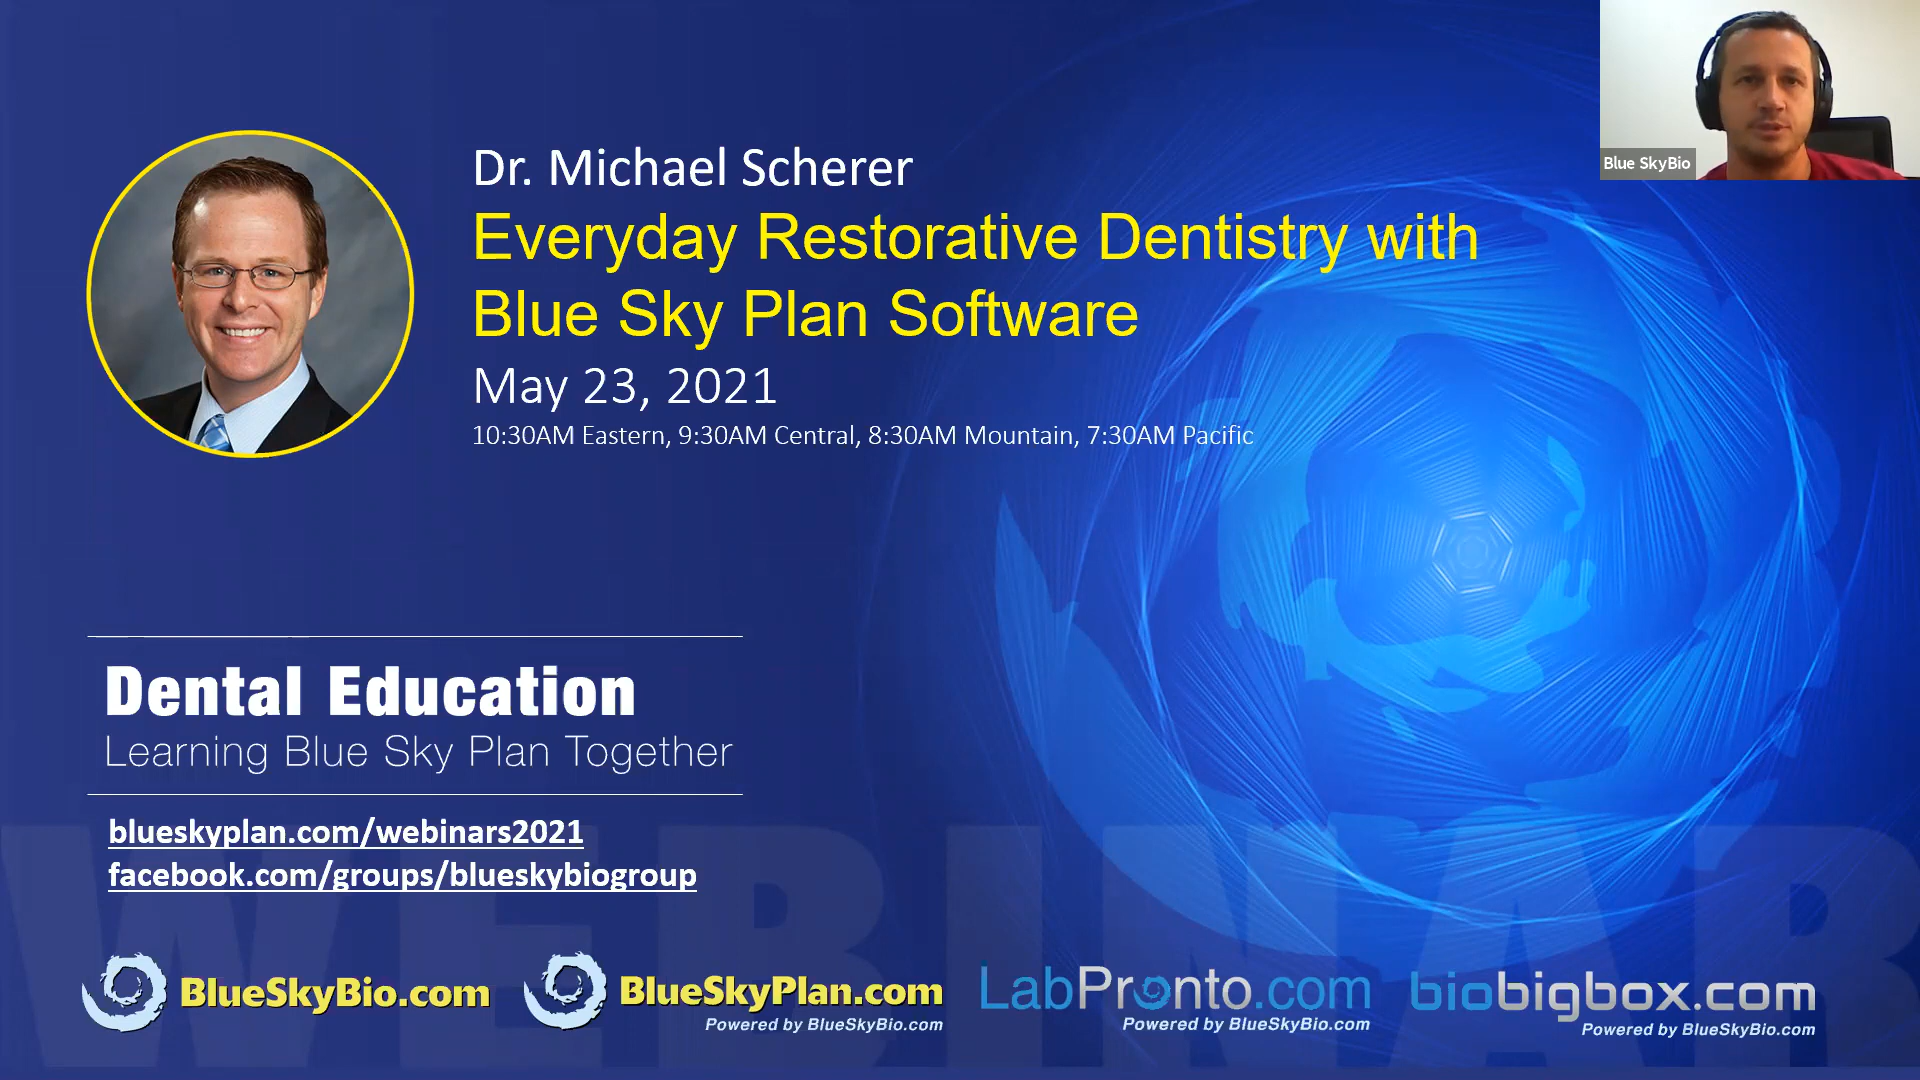 Blue SkyBio
Dr. Michael Scherer
Everyday Restorative Dentistry with
Blue Sky Plan Software
May 23, 2021
10:30AM Eastern, 9:30AM Central, 8:30AM Mountain, 7:30AM Pacific
Dental Education
Learning Blue Sky Plan Together
blueskyplan.com/webinars2021
facebook.com/groups/blueskybiogroup
WEBINAR
BlueSkyBio.com
BlueSkyPlan.com
Powered by BlueSkyBio.com
LabPronto.com
Powered by BlueSkyBio.com
biobigbox.com
Powered by BlueSkyBio.com